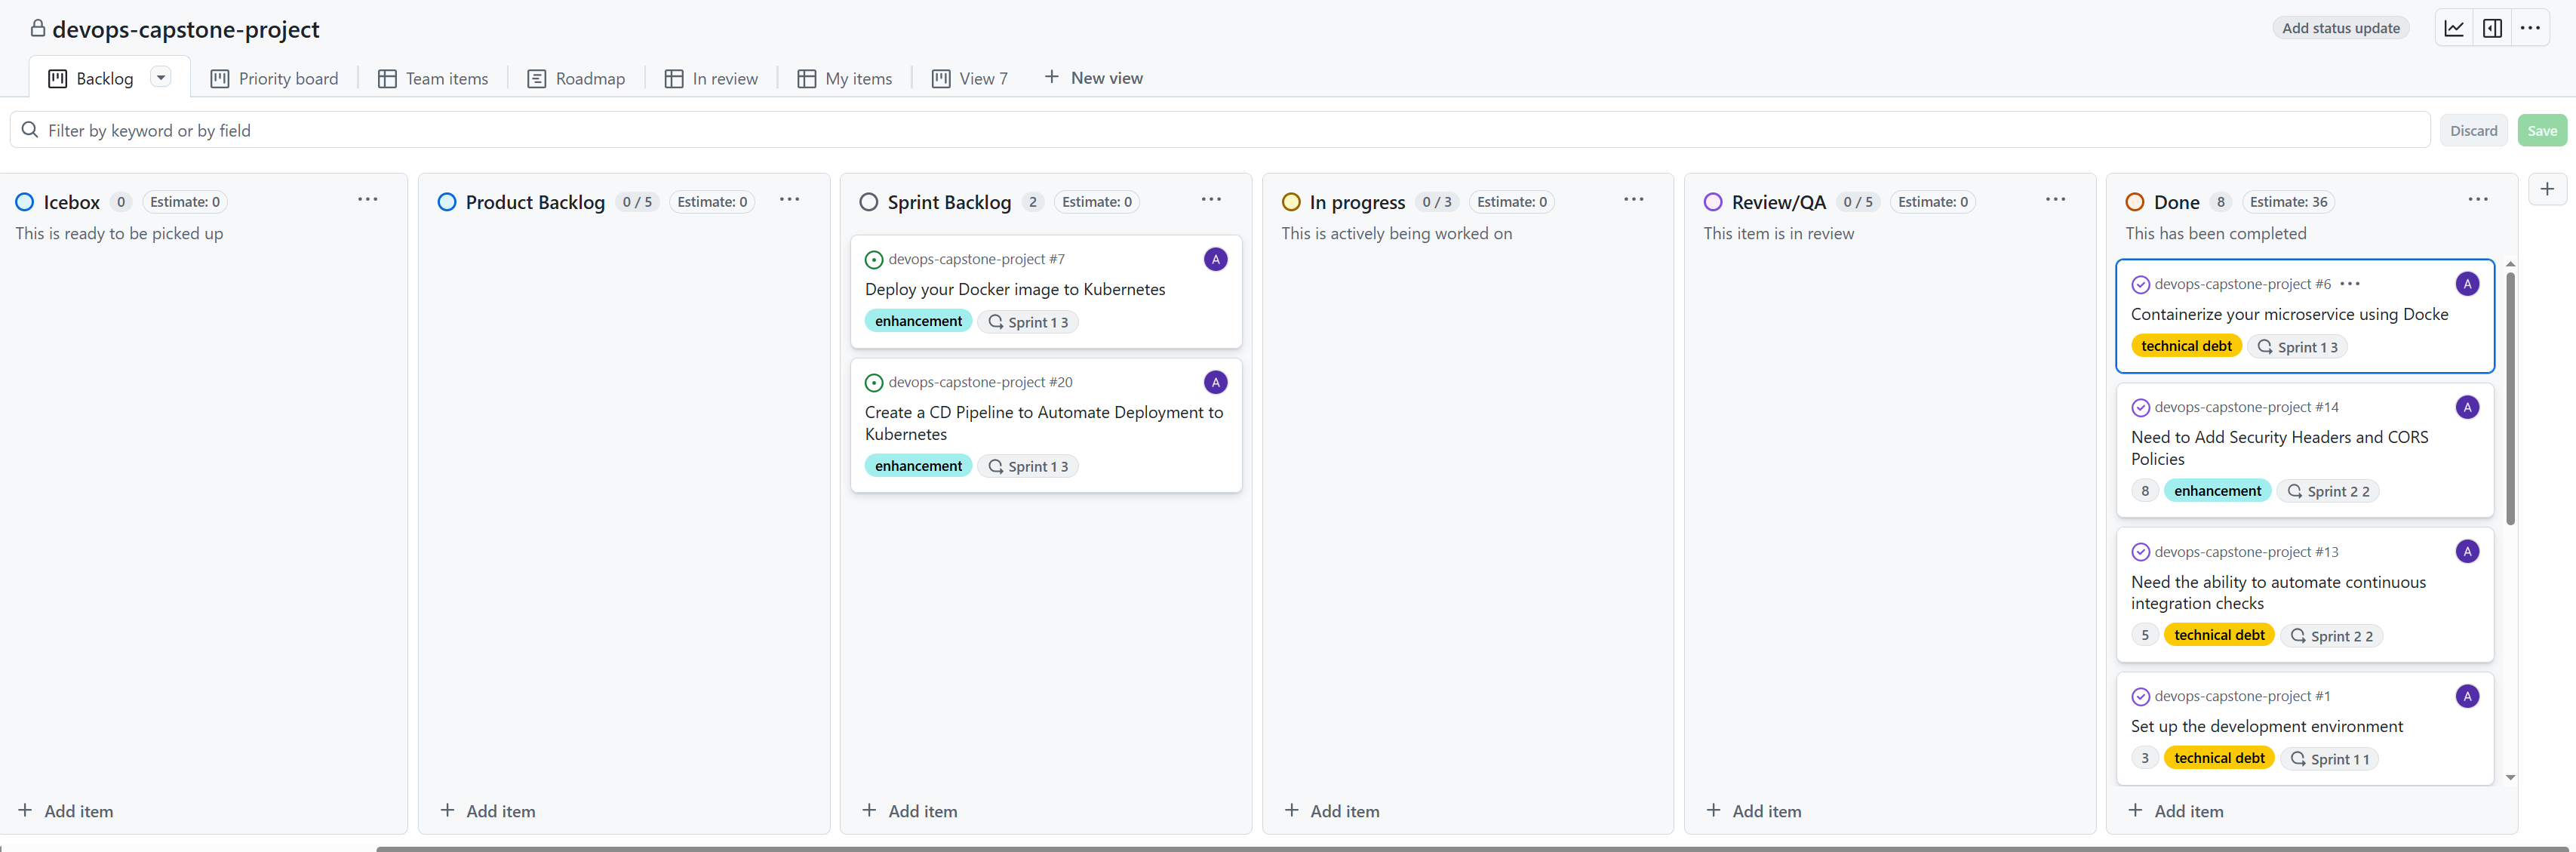 devops-capstone-project
Add status update
Backlog
Priority board
Team items
Roadmap
In review
My items
View 7
New view
Filter by keyword or by field
Discard
Save
Icebox 0 Estimate: 0
This is ready to be picked up
Add item
Product Backlog 0 / 5 Estimate: 0
Add item
Sprint Backlog 2 Estimate: 0
devops-capstone-project #7 A
Deploy your Docker image to Kubernetes
enhancement Sprint 1 3
devops-capstone-project #20 A
Create a CD Pipeline to Automate Deployment to
Kubernetes
enhancement Sprint 1 3
Add item
In progress 0 / 3 Estimate: 0
This is actively being worked on
Add item
Review/QA 0 / 5 Estimate: 0
This item is in review
Add item
Done 8 Estimate: 36
This has been completed
devops-capstone-project #6 A
Containerize your microservice using Docke
technical debt Sprint 1 3
devops-capstone-project #14 A
Need to Add Security Headers and CORS
Policies
8 enhancement Sprint 2 2
devops-capstone-project #13 A
Need the ability to automate continuous
integration checks
5 technical debt Sprint 2 2
devops-capstone-project #1 A
Set up the development environment
3 technical debt Sprint 1 1
Add item